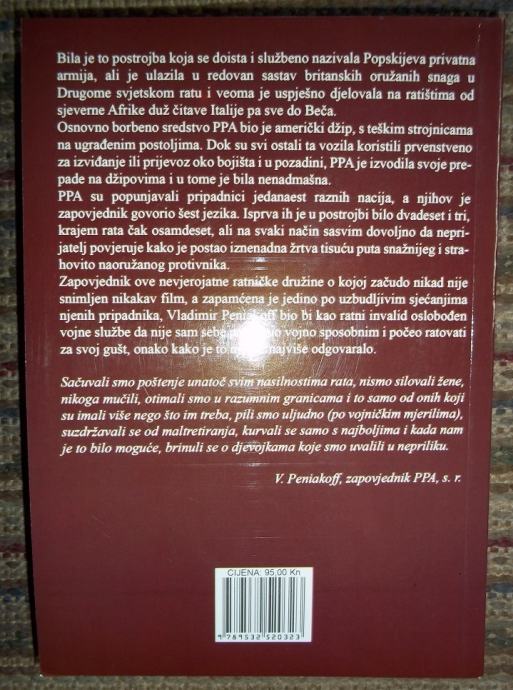 Bila je to postrojba koja se doista i službeno nazivala Popskijeva privatna
armija, ali je ulazila u redovan sastav britanskih oružanih snaga u
Drugome svjetskom ratu i veoma je uspješno djelovala na ratištima od
sjeverne Afrike duž čitave Italije pa sve do Beča.
Osnovno borbeno sredstvo PPA bio je američki džip, s teškim strojnicama
na ugrađenim postoljima. Dok su svi ostali ta vozila koristili prvenstveno
za izviđanje ili prijevoz oko bojišta i u pozadini, PPA je izvodila svoje pre-
pade na džipovima i u tome je bila nenadmašna.
PPA su popunjavali pripadnici jedanaest raznih nacija, a njihov je
zapovjednik govorio šest jezika. Isprva ih je u postrojbi bilo dvadeset i tri,
krajem rata čak osamdeset, ali na svaki način sasvim dovoljno da nepri-
jatelj povjeruje kako je postao iznenadna žrtva tisuću puta snažnijeg i stra-
hovito naoružanog protivnika.
Zapovjednik ove nevjerojatne ratničke družine o kojoj začudo nikad nije
snimljen nikakav film, a zapamćena je jedino po uzbudljivim sjećanjima
njenih pripadnika, Vladimir Peniakoff bio bi kao ratni invalid oslobođen
vojne službe da nije sam sebe vojno sposobnim i počeo ratovati
za svoj gušt, onako kako je to najviše odgovaralo.
Sačuvali smo poštenje unatoč svim nasilnostima rata, nismo silovali žene,
nikoga mučili, otimali smo u razumnim granicama i to samo od onih koji
su imali više nego što im treba, pili smo uljudno (po vojničkim mjerilima),
suzdržavali se od maltretiranja, kurvali se samo s najboljima i kada nam
je to bilo moguće, brinuli se o djevojkama koje smo uvalili u nepriliku.
V. Peniakoff, zapovjednik PPA, s. r.
CIJENA: 95,00 Kn
9 789532 520323